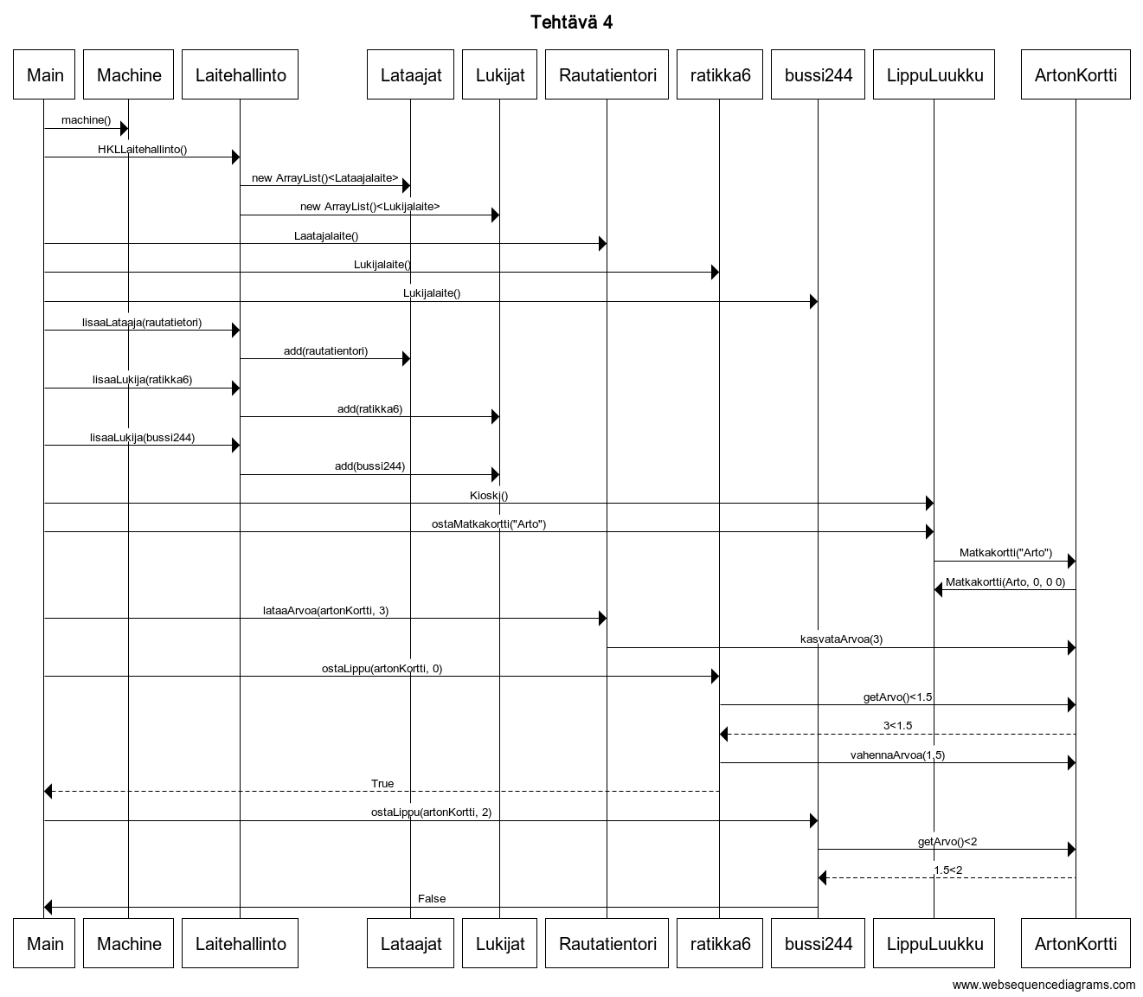 Tehtävä 4
Main Machine Laitehallinto Lataajat Lukijat Rautatientori ratikka6 bussi244 LippuLuukku ArtonKortti
machine()
HKLLaitehallinto()
new ArrayList()<Lataajalaite>
new ArrayList()<Lukijalaite>
Laatajalaite()
Lukijalaite()
Lukijalaite()
lisaaLataaja(rautatietori)
add(rautatientori)
lisaaLukija(ratikka6)
add(ratikka6)
lisaaLukija(bussi244)
add(bussi244)
Kioski()
ostaMatkakortti("Arto")
Matkakortti("Arto")
Matkakortti(Arto, 0, 0 0)
lataaArvoa(artonKortti, 3)
kasvataArvoa(3)
ostaLippu(artonKortti, 0)
getArvo()<1.5
3<1.5
vahennaArvoa(1,5)
True
ostaLippu(artonKortti, 2)
getArvo()<2
1.5<2
False
Main Machine Laitehallinto Lataajat Lukijat Rautatientori ratikka6 bussi244 LippuLuukku ArtonKortti
www.websequencediagrams.com